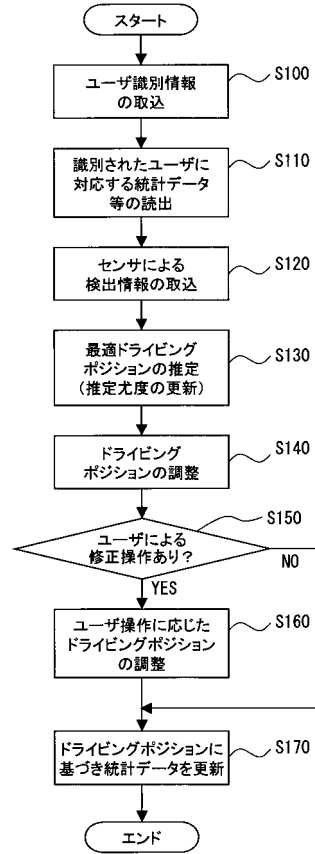 スタート
ユーザ識別情報
の取込
S100
識別されたユーザに
対応する統計データ
等の読出
S110
センサによる
検出情報の取込
S120
最適ドライビング
ポジションの推定
(推定尤度の更新)
S130
ドライビング
ポジションの調整
S140
ユーザによる
修正操作あり?
S150
NO
YES
ユーザ操作に応じた
ドライビングポジション
の調整
S160
ドライビングポジションに
基づき統計データを更新
S170
エンド